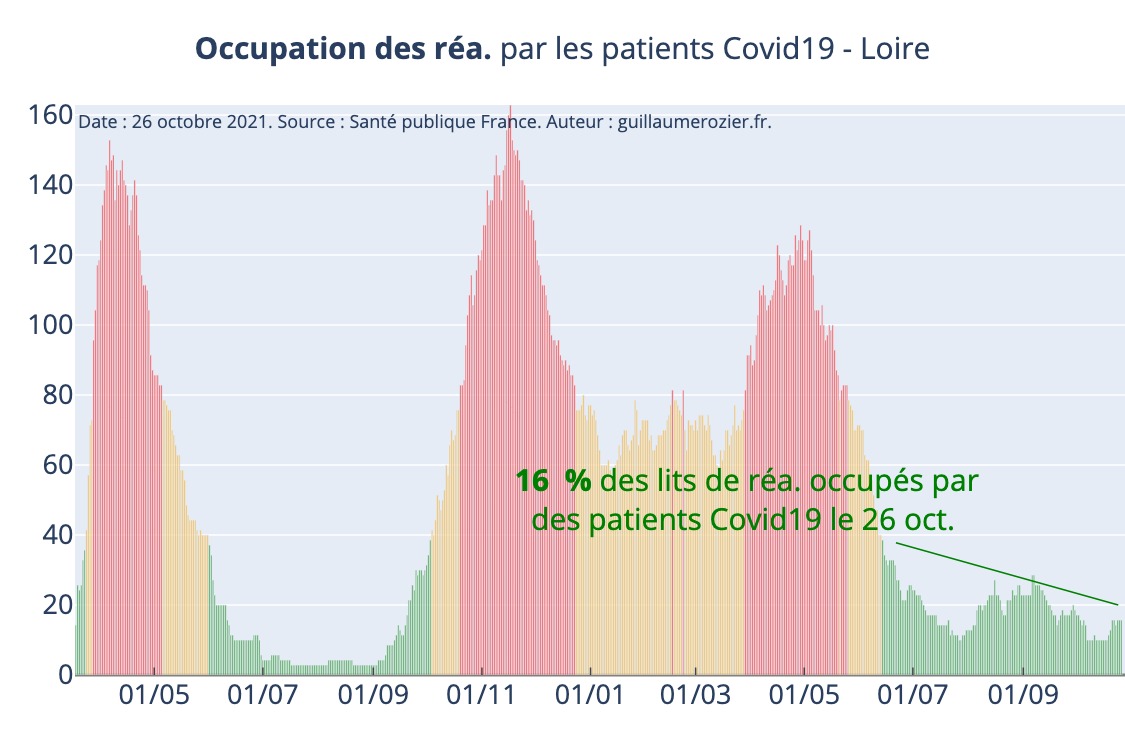 Occupation des réa. par les patients Covid19 - Loire
160
Date : 26 octobre 2021. Source : Santé publique France. Auteur : guillaumerozier.fr.
140
120
100
80
60
16 % des lits de réa. occupés par
des patients Covid19 le 26 oct.
40
20
0
01/05 01/07 01/09 01/11 01/01 01/03 01/05 01/07 01/09